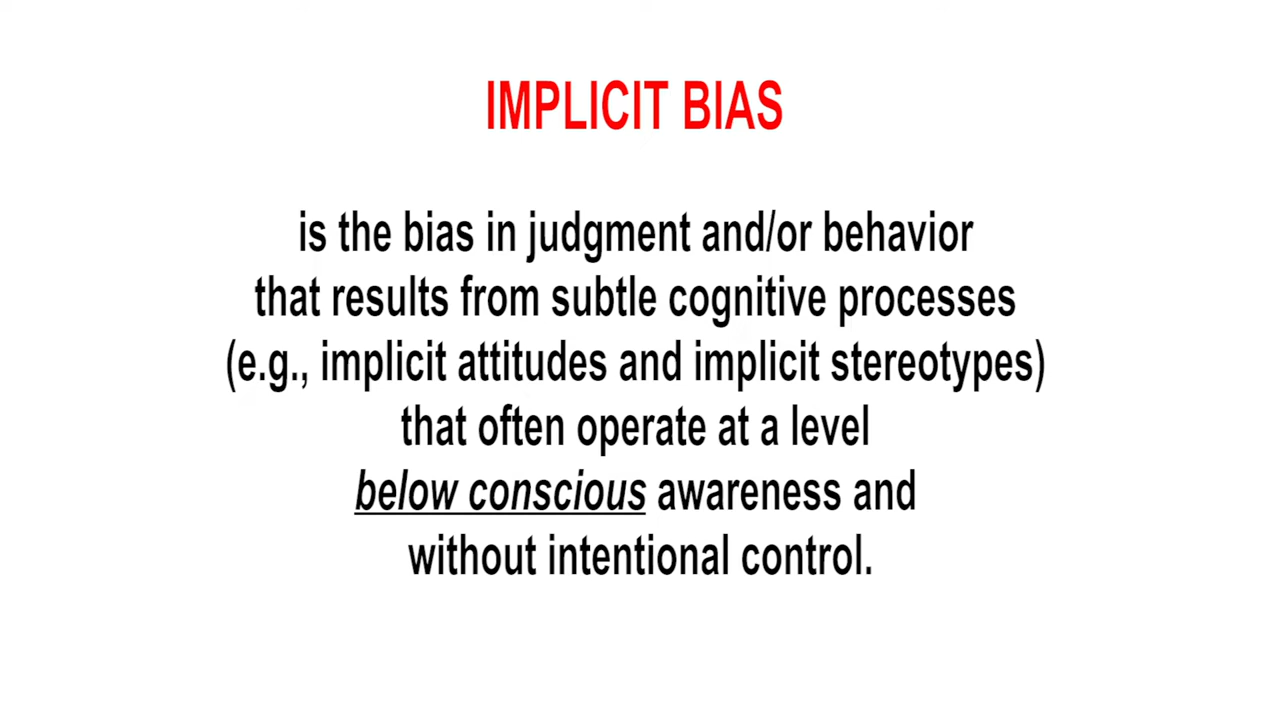 IMPLICIT BIAS
is the bias in judgment and/or behavior
that results from subtle cognitive processes
(e.g., implicit attitudes and implicit stereotypes)
that often operate at a level
below conscious awareness and
without intentional control.